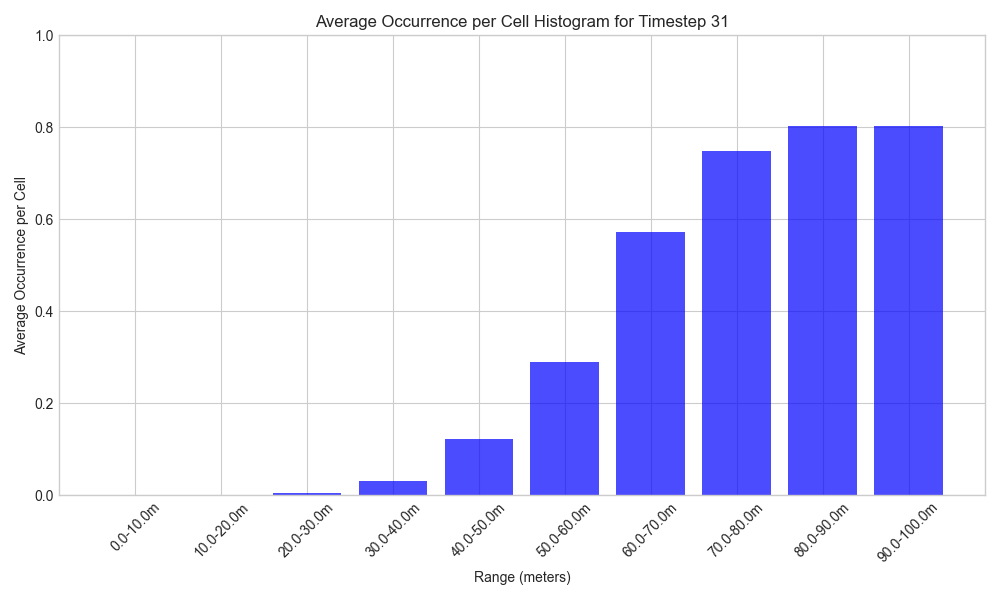 Average Occurrence per Cell Histogram for Timestep 31
1.0
0.8
0.6
0.4
0.2
0.0
Average Occurrence per Cell
0.0-10.0m
10.0-20.0m
20.0-30.0m
30.0-40.0m
40.0-50.0m
50.0-60.0m
60.0-70.0m
70.0-80.0m
80.0-90.0m
90.0-100.0m
Range (meters)